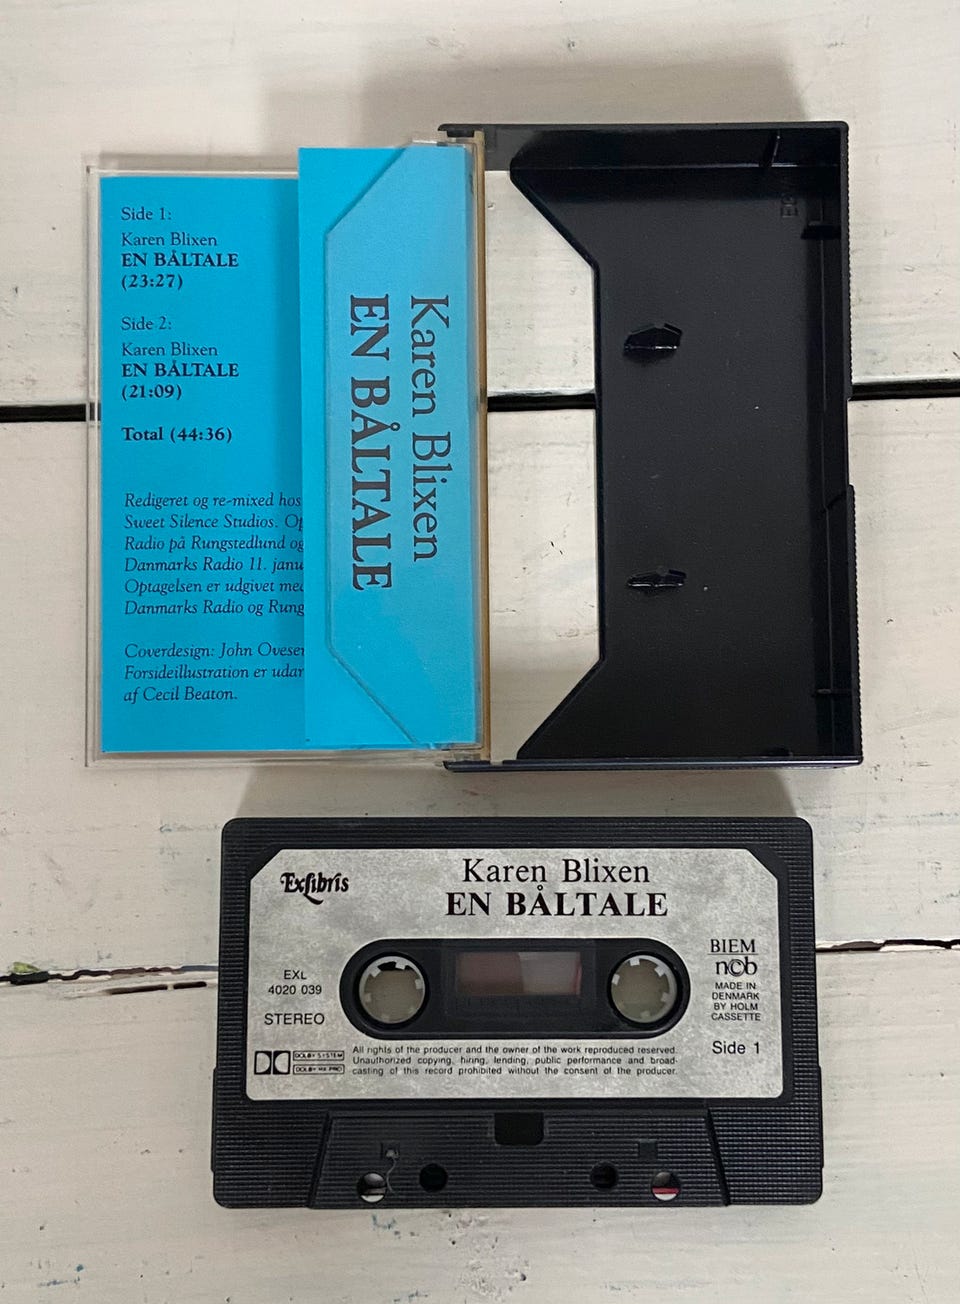 Side 1:
Karen Blixen
EN BÅLTALE
(23:27)
Side 2:
Karen Blixen
EN BÅLTALE
(21:09)
Total (44:36)
Redigeret og re-mixed hos
Sweet Silence Studios.
Radio på Rungstedlund og
Danmarks Radio 11.
Optagelsen er udgivet
Danmarks Radio og
Coverdesign: John
Forsideillustration er
af Cecil Beaton.
Karen Blixen
EN BÅLTALE
Exlibris
Karen Blixen
EN BÅLTALE
EXL
4020 039
STEREO
BIEM
ncb
MADE IN
DENMARK
BY HOLM
CASSETTE
Side 1
DOLBY SYSTEM
DOLBY HX PRO
All rights of the producer and the owner of the work reproduced reserved.
Unauthorized copying, hiring, lending, public performance and broad-
casting of this record prohibited without the consent of the producer.